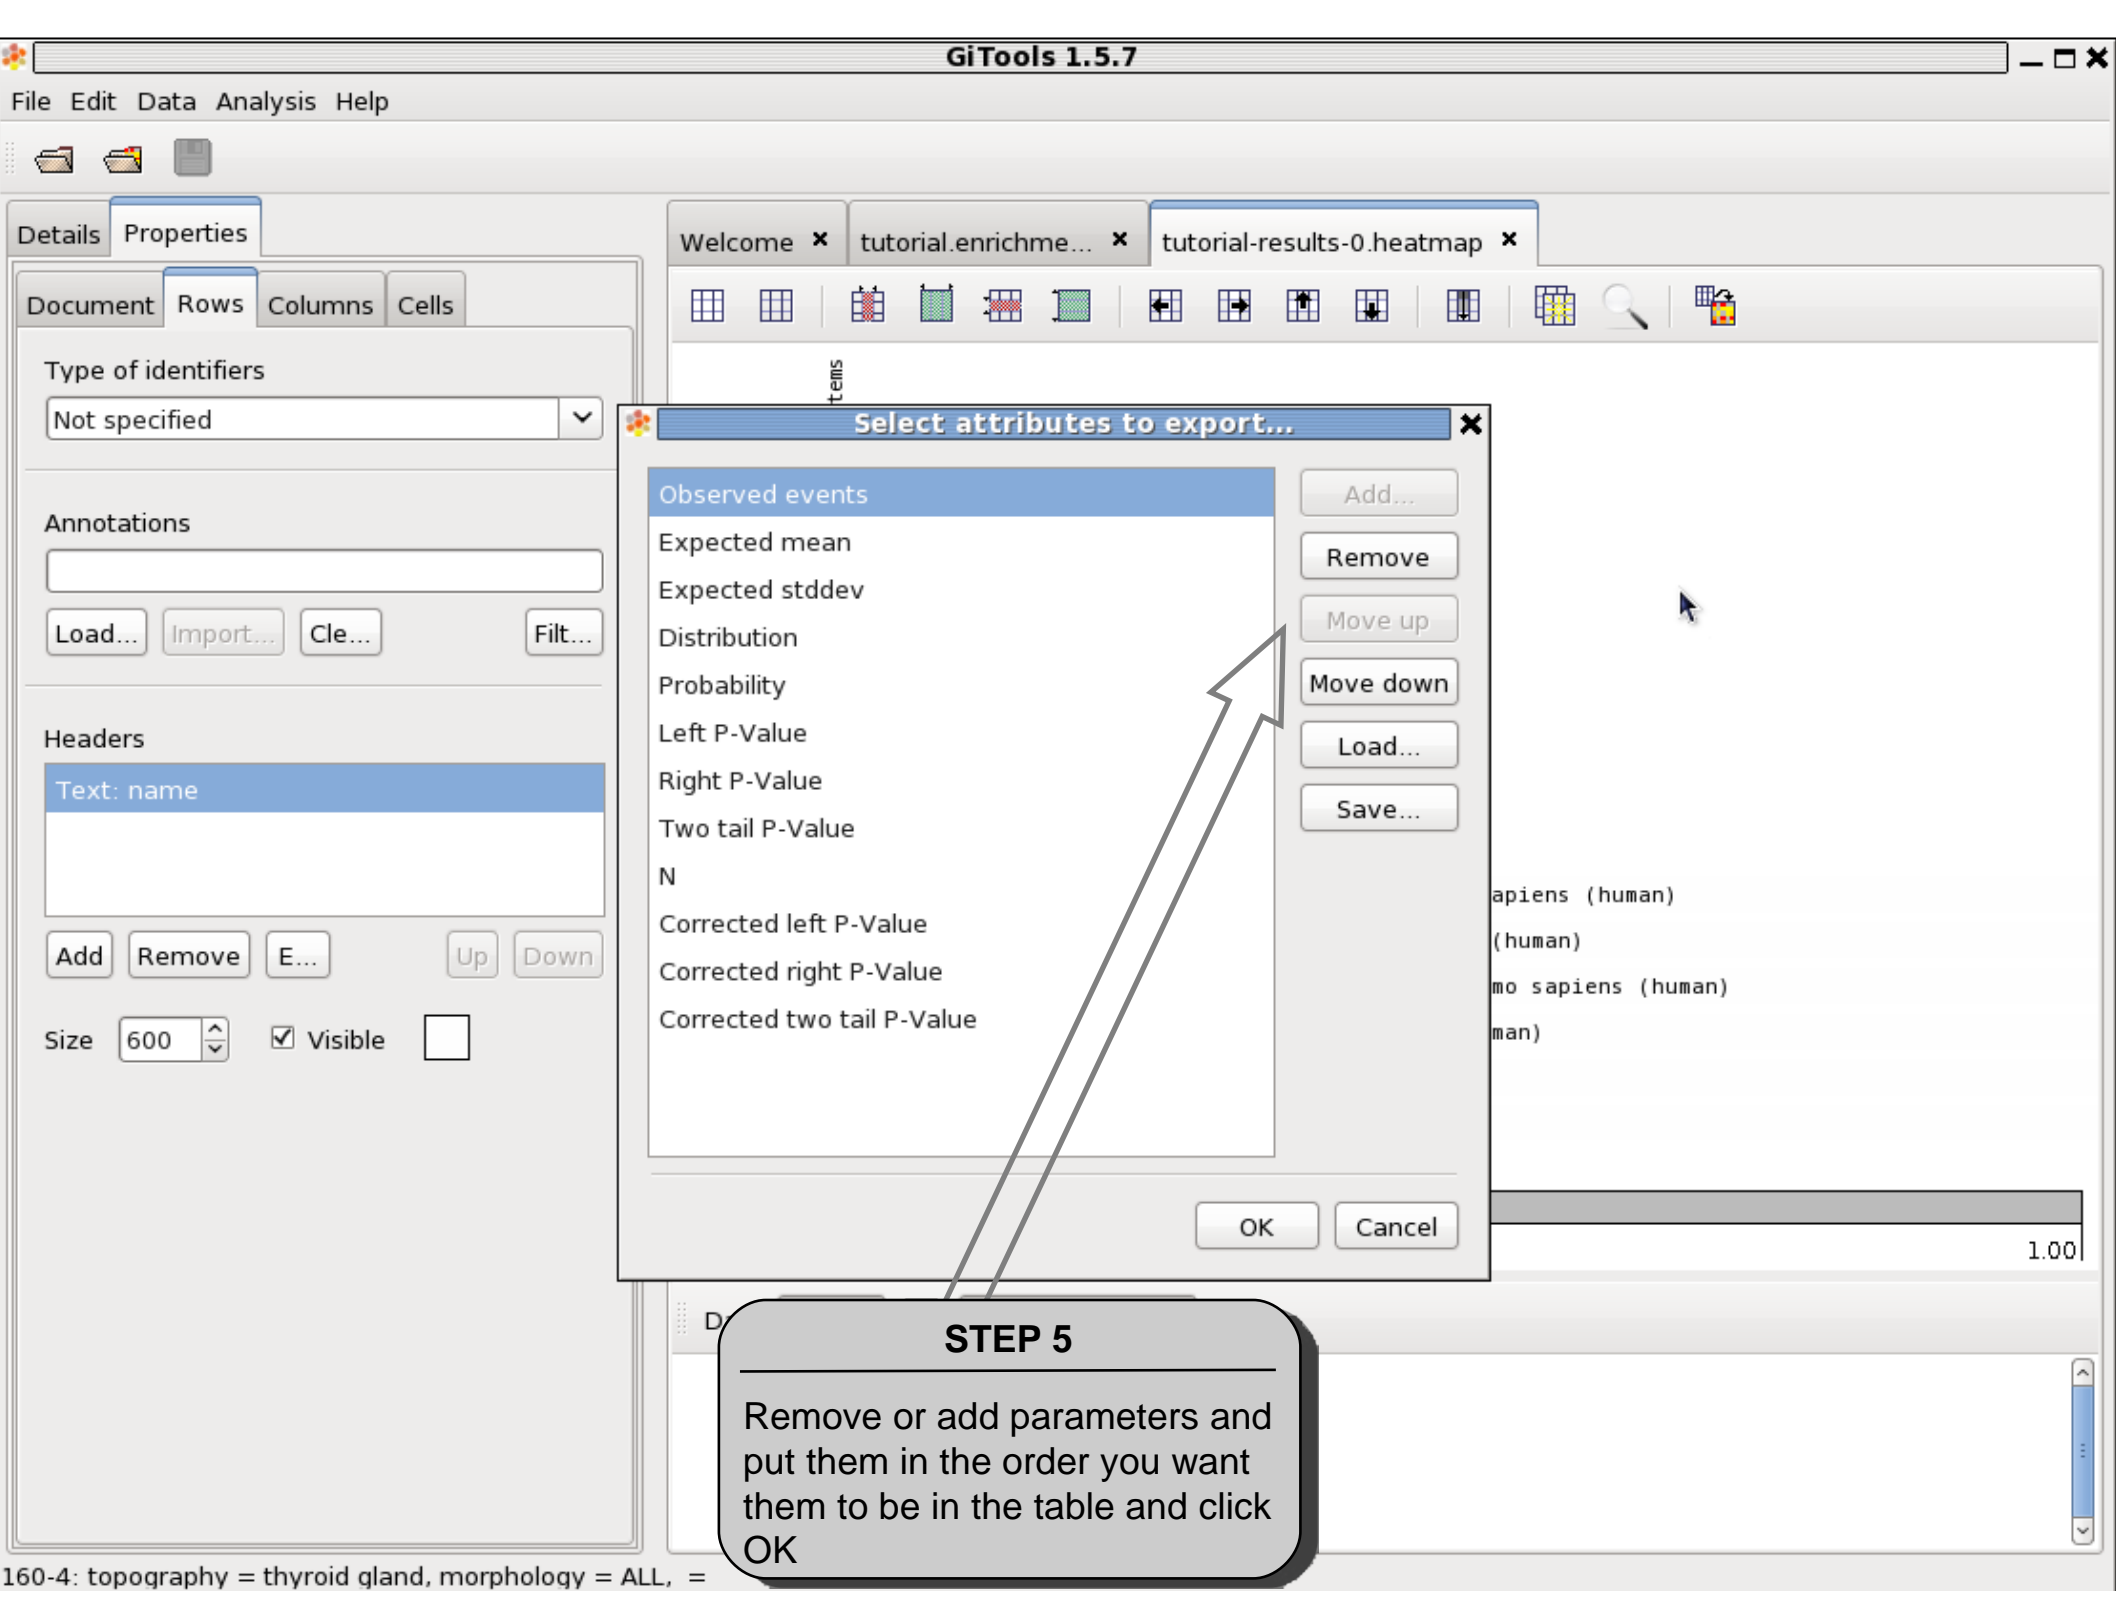 GiTools 1.5.7
File Edit Data Analysis Help
Details Properties
Document Rows Columns Cells
Type of identifiers
Not specified
Annotations
Load... Import... Cle... Filt...
Headers
Text: name
Add Remove E... Up Down
Size 600 Visible
Welcome tutorial.enrichme... tutorial-results-0.heatmap
tems
Select attributes to export...
Observed events
Expected mean
Expected stddev
Distribution
Probability
Left P-Value
Right P-Value
Two tail P-Value
N
Corrected left P-Value
Corrected right P-Value
Corrected two tail P-Value
Add...
Remove
Move up
Move down
Load...
Save...
OK Cancel
apiens (human)
(human)
mo sapiens (human)
man)
1.00
STEP 5
Remove or add parameters and
put them in the order you want
them to be in the table and click
OK
160-4: topography = thyroid gland, morphology = ALL, =